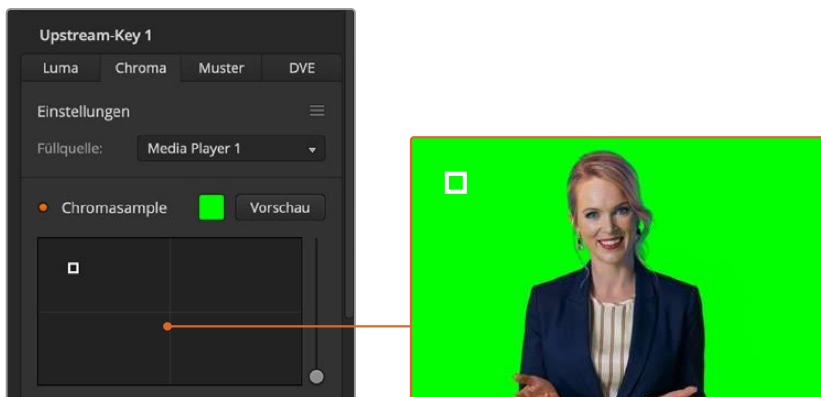 Upstream-Key 1
Luma Chroma Muster DVE
Einstellungen
Füllquelle: Media Player 1
Chromasample Vorschau